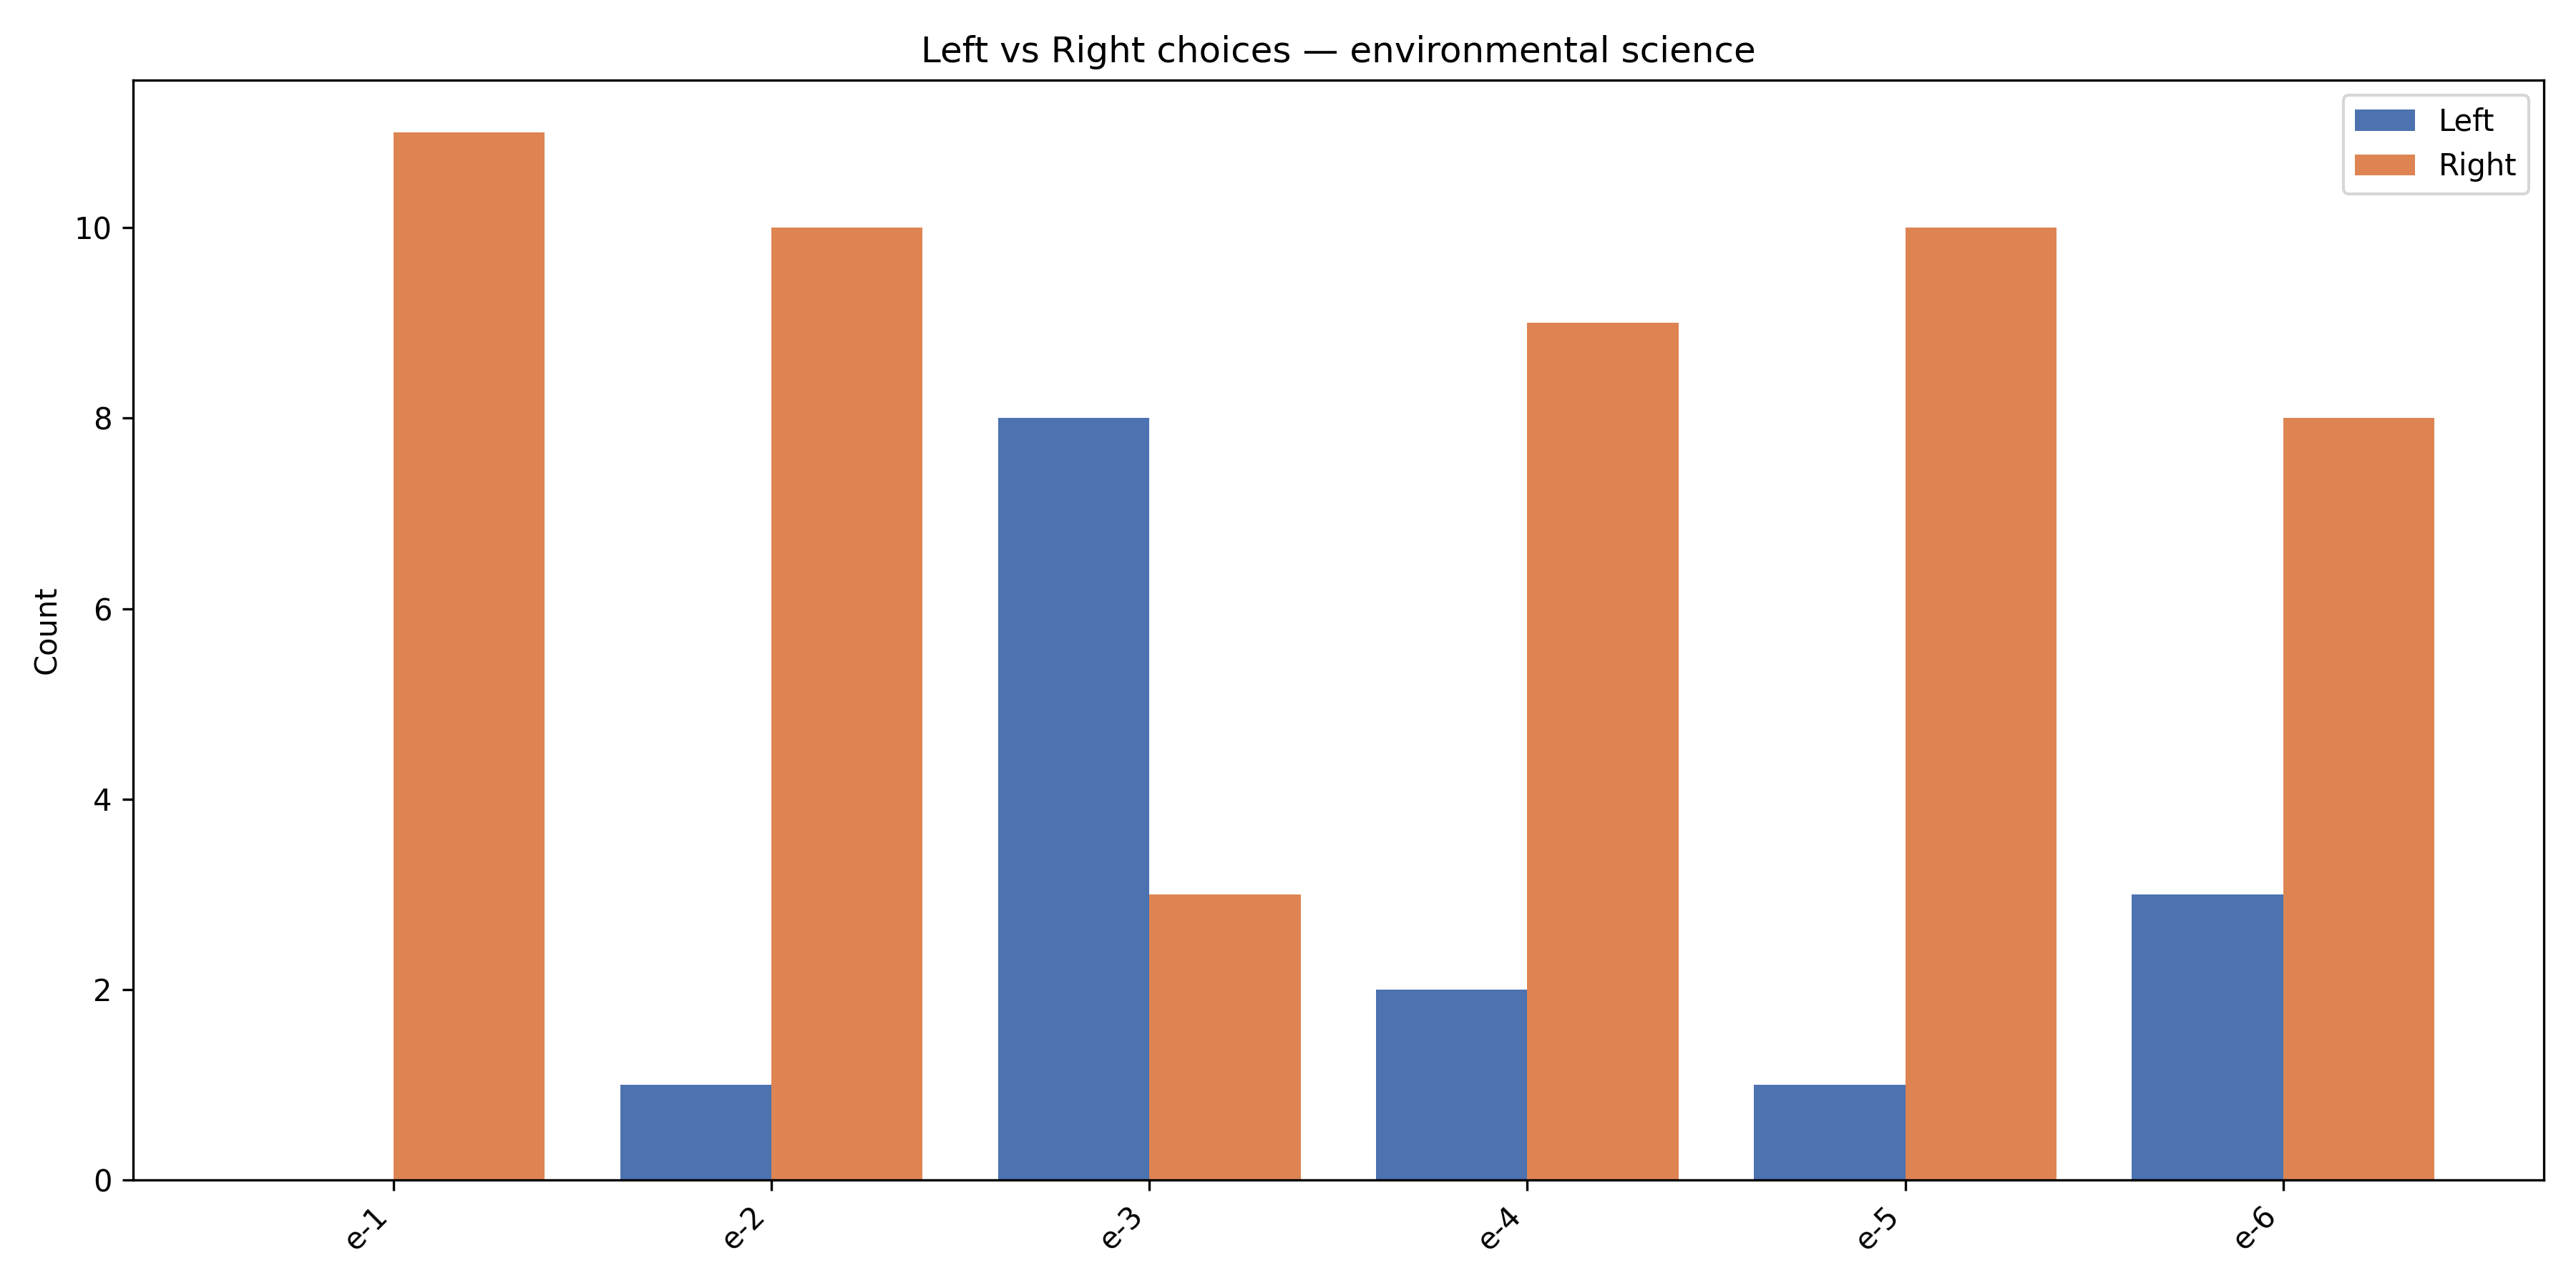 Left vs Right choices — environmental science
Left
Right
Count
10
8
6
4
2
0
e-1
e-2
e-3
e-4
e-5
e-6